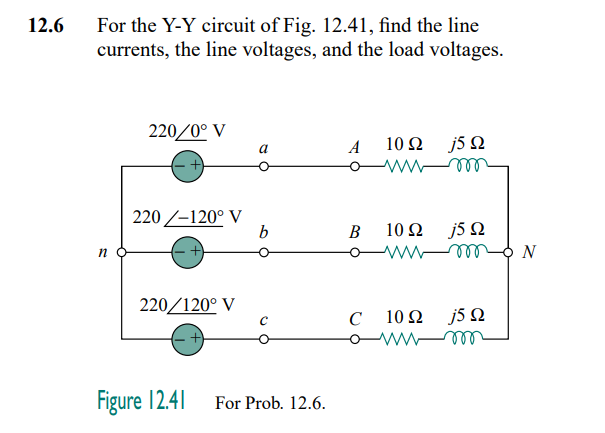 12.6 For the Y-Y circuit of Fig. 12.41, find the line
currents, the line voltages, and the load voltages.
220/0° V
a A 10 Ω j5 Ω
− +
220 /−120° V
b B 10 Ω j5 Ω
n − + N
220/120° V
c C 10 Ω j5 Ω
− +
Figure 12.41 For Prob. 12.6.